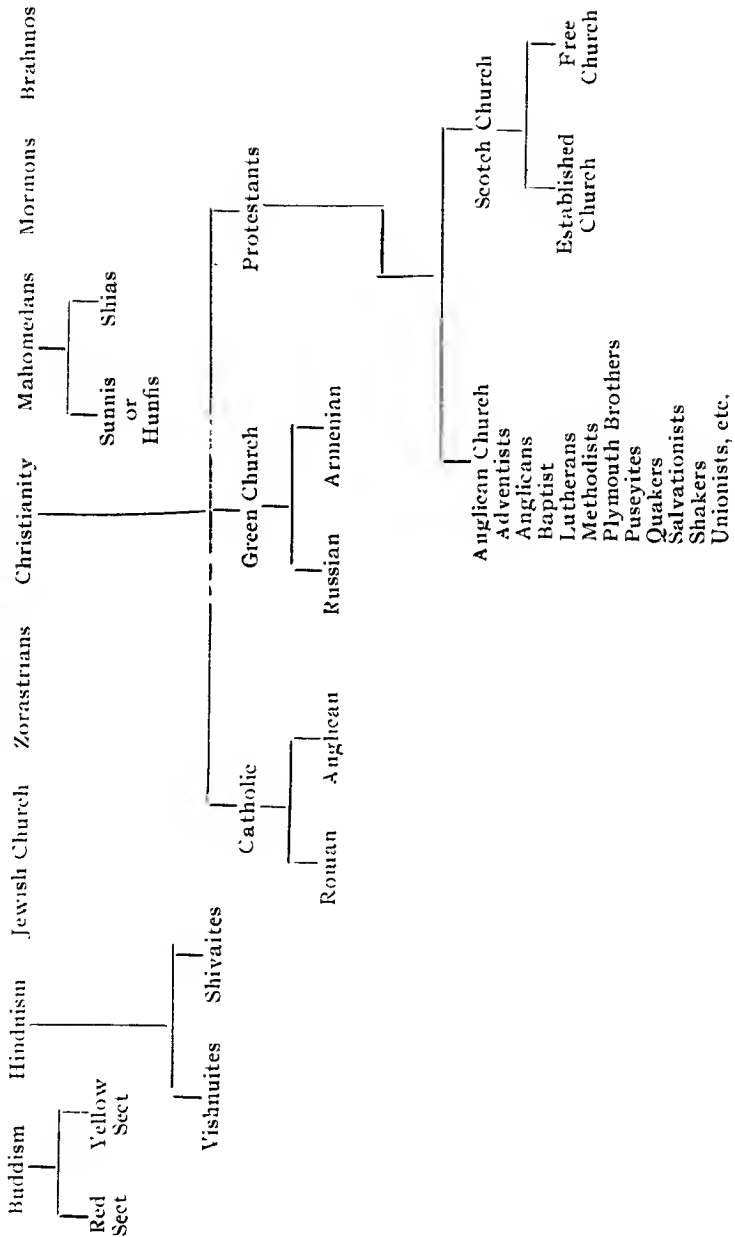 Buddism Hinduism Jewish Church Zorastrians Christianity Mahomedans Mormons Brahmos
Red Sect
Yellow Sect
Vishnuites Shivaites
Sunnis or Hunfis
Shias
Catholic Green Church Protestants
Roman Anglican Russian Armenian
Anglican Church
Adventists
Anglicans
Baptist
Lutherans
Methodists
Plymouth Brothers
Puseyites
Quakers
Salvationists
Shakers
Unionists, etc.
Scotch Church
Established Church
Free Church